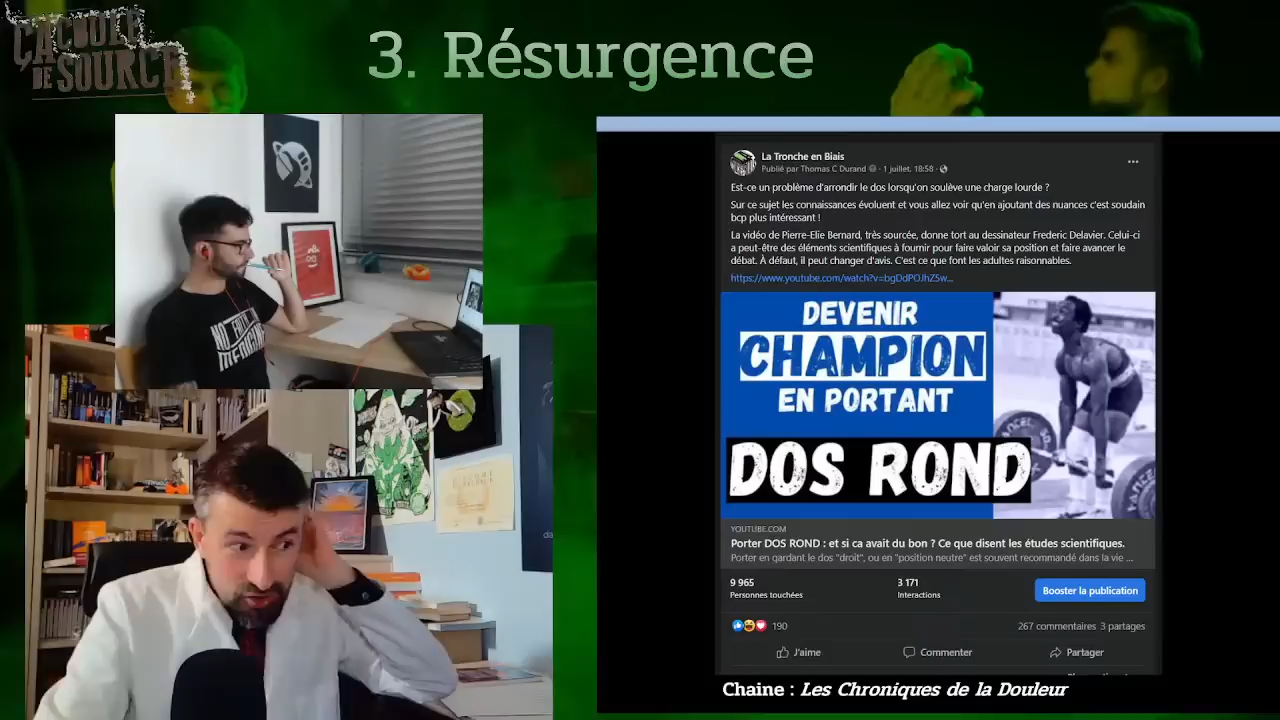 ÇA COULE
DE SOURCE
3. Résurgence
La Tronche en Biais
Publié par Thomas C Durand · 1 juillet, 18:58 ·
Est-ce un problème d'arrondir le dos lorsqu'on soulève une charge lourde ?
Sur ce sujet les connaissances évoluent et vous allez voir qu'en ajoutant des nuances c'est soudain
bcp plus intéressant !
La vidéo de Pierre-Elie Bernard, très sourcée, donne tort au dessinateur Frederic Delavier. Celui-ci
a peut-être des éléments scientifiques à fournir pour faire valoir sa position et faire avancer le
débat. À défaut, il peut changer d'avis. C'est ce que font les adultes raisonnables.
https://www.youtube.com/watch?v=bgDdPOJhZ5w...
DEVENIR
CHAMPION
EN PORTANT
DOS ROND
YOUTUBE.COM
Porter DOS ROND : et si ca avait du bon ? Ce que disent les études scientifiques.
Porter en gardant le dos "droit", ou en "position neutre" est souvent recommandé dans la vie ...
9 965
Personnes touchées
3 171
Interactions
Booster la publication
190
267 commentaires 3 partages
J'aime
Commenter
Partager
Chaine : Les Chroniques de la Douleur